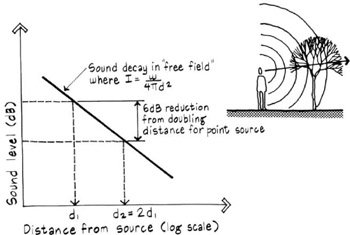 Sound decay in "free field"
where I = W/4πd²
6dB reduction
from doubling
distance for point source
Sound level (dB)
d₁
d₂ = 2d₁
Distance from source (log scale)